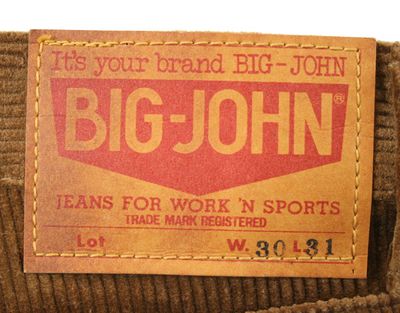 It's your brand BIG-JOHN
BIG-JOHN®
JEANS FOR WORK 'N SPORTS
TRADE MARK REGISTERED
Lot W. 30 L 31